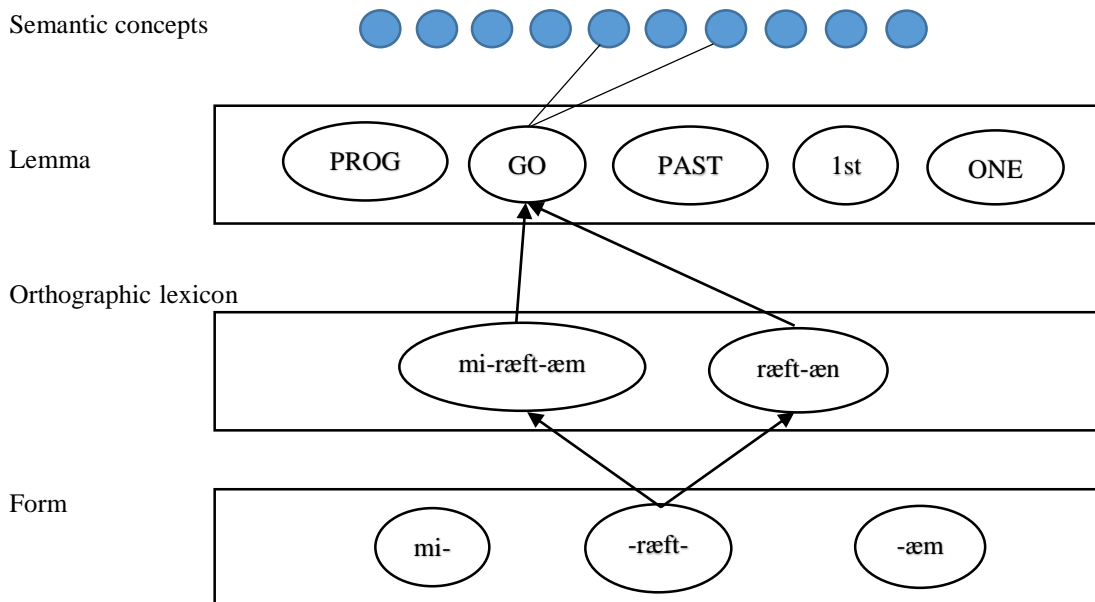 Semantic concepts
Lemma
PROG
GO
PAST
1st
ONE
Orthographic lexicon
mi-ræft-æm
ræft-æn
Form
mi-
-ræft-
-æm